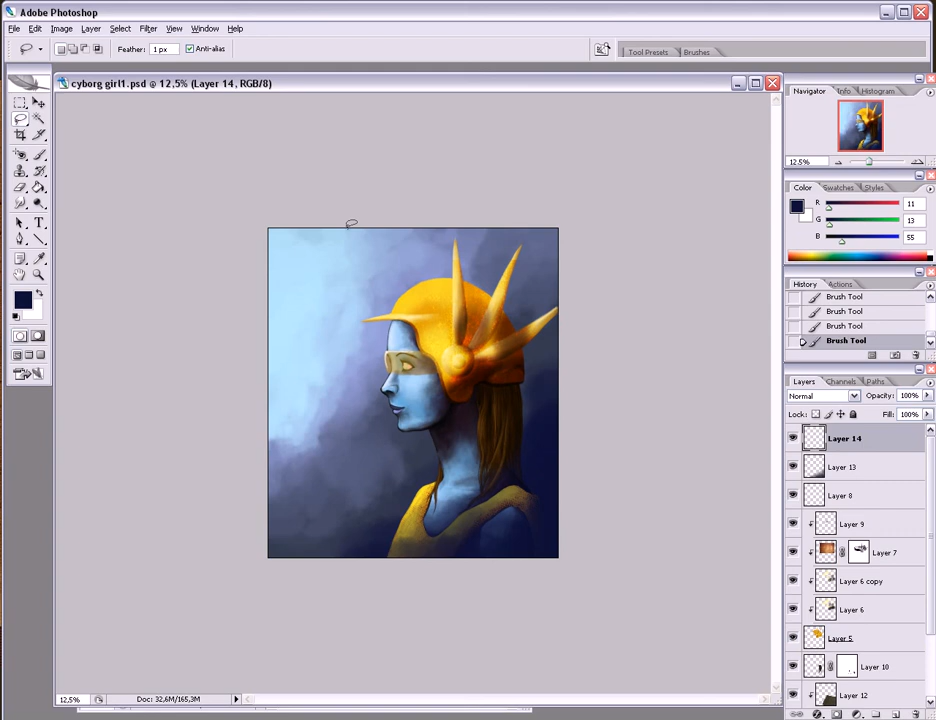 Adobe Photoshop
File Edit Image Layer Select Filter View Window Help
Feather: 1 px Anti-alias
Tool Presets Brushes
cyborg girl1.psd @ 12,5% (Layer 14, RGB/8)
Navigator Info Histogram
12.5%
Color Swatches Styles
R 11
G 13
B 55
History Actions
Brush Tool
Brush Tool
Brush Tool
Brush Tool
Layers Channels Paths
Normal Opacity: 100%
Lock: Fill: 100%
Layer 14
Layer 13
Layer 8
Layer 9
Layer 7
Layer 6 copy
Layer 6
Layer 5
Layer 10
Layer 12
12,5% Doc: 32,6M/165,3M